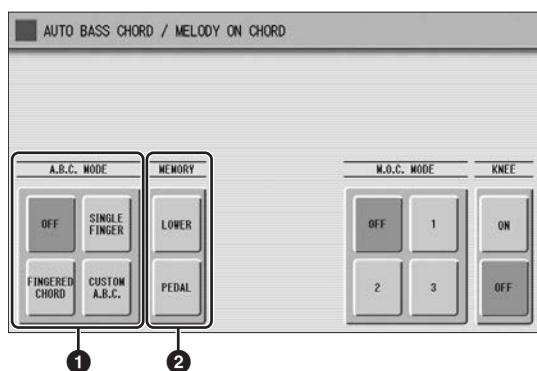 AUTO BASS CHORD / MELODY ON CHORD
A.B.C. MODE
OFF
SINGLE
FINGER
FINGERED
CHORD
CUSTOM
A.B.C.
MEMORY
LOWER
PEDAL
M.O.C. MODE
OFF
1
2
3
KNEE
ON
OFF
1
2